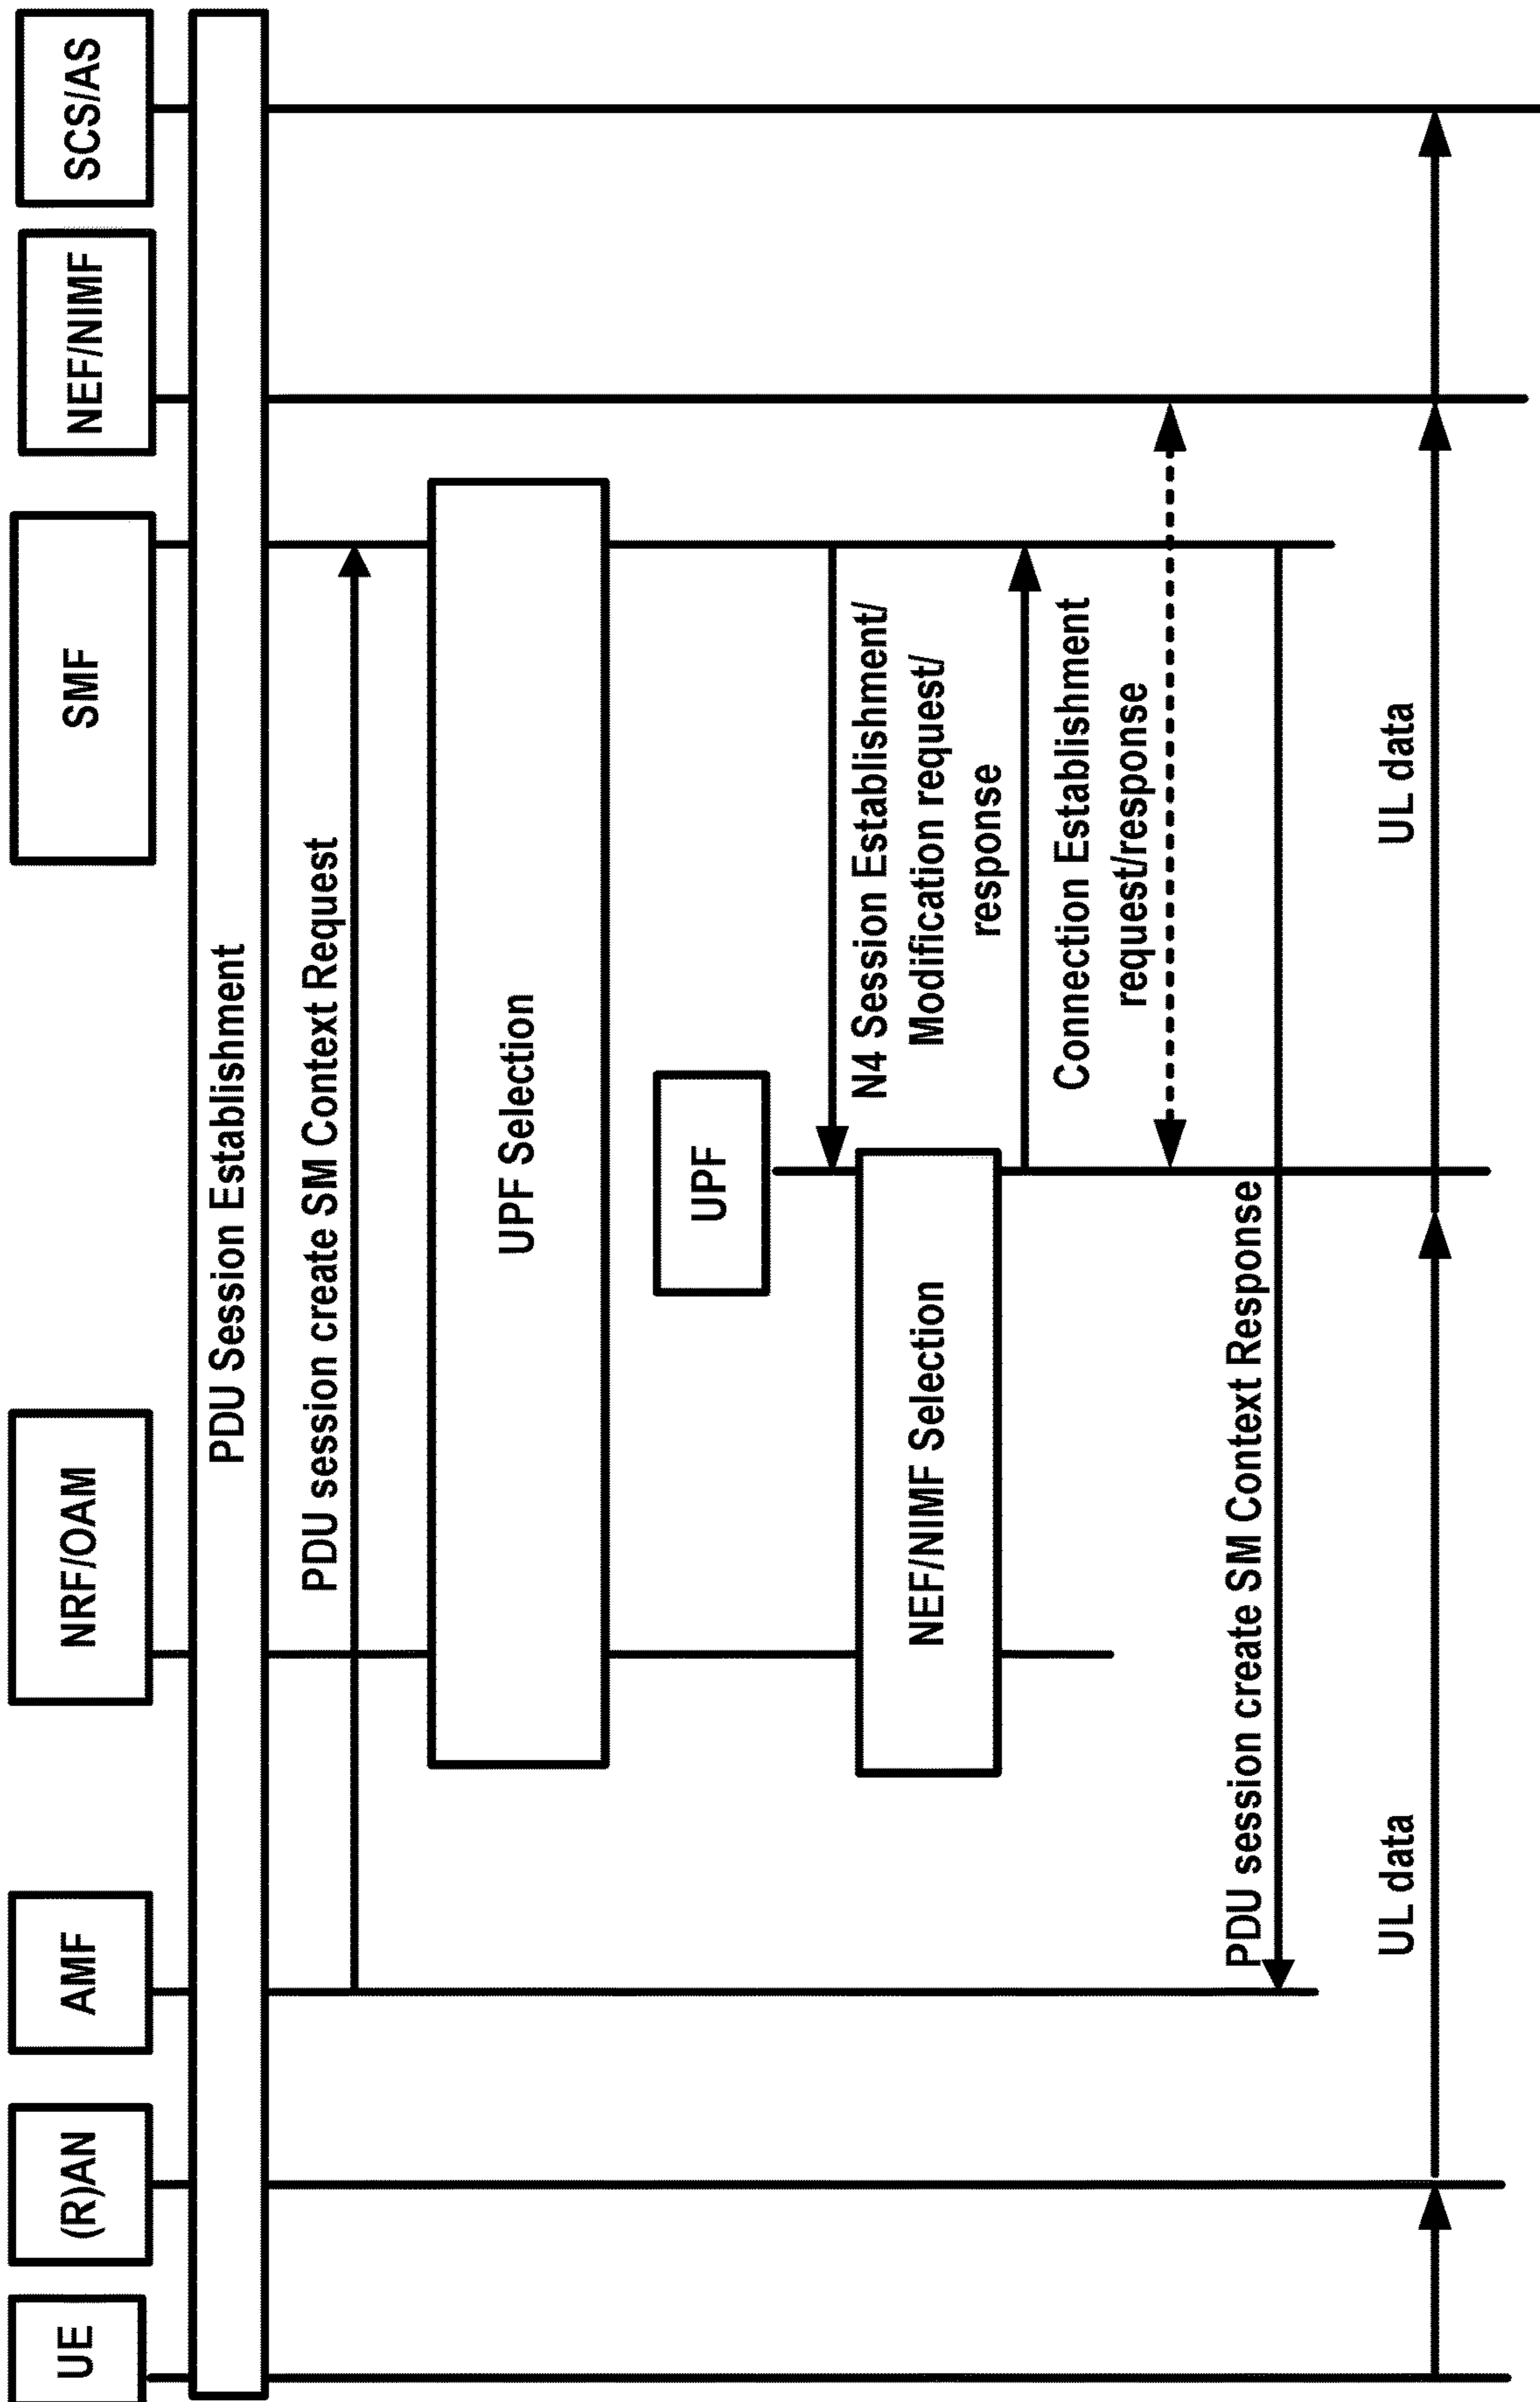 UE
(R)AN
AMF
NRF/OAM
SMF
NEF/NIMF
SCS/AS
PDU Session Establishment
PDU session create SM Context Request
UPF Selection
UPF
N4 Session Establishment/
Modification request/
response
NEF/NIMF Selection
Connection Establishment
request/response
PDU session create SM Context Response
UL data
UL data